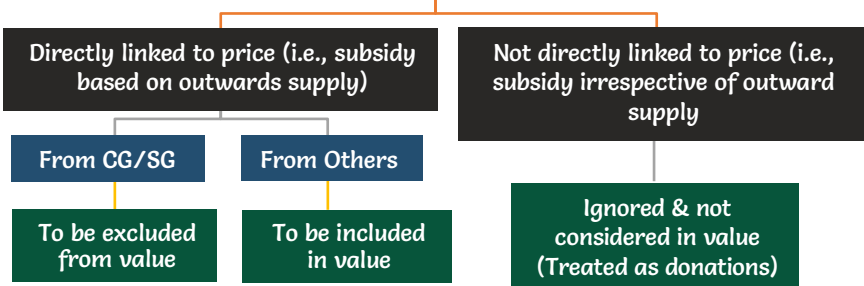 Directly linked to price (i.e., subsidy
based on outwards supply)
Not directly linked to price (i.e.,
subsidy irrespective of outward
supply
From CG/SG
From Others
To be excluded
from value
To be included
in value
Ignored & not
considered in value
(Treated as donations)